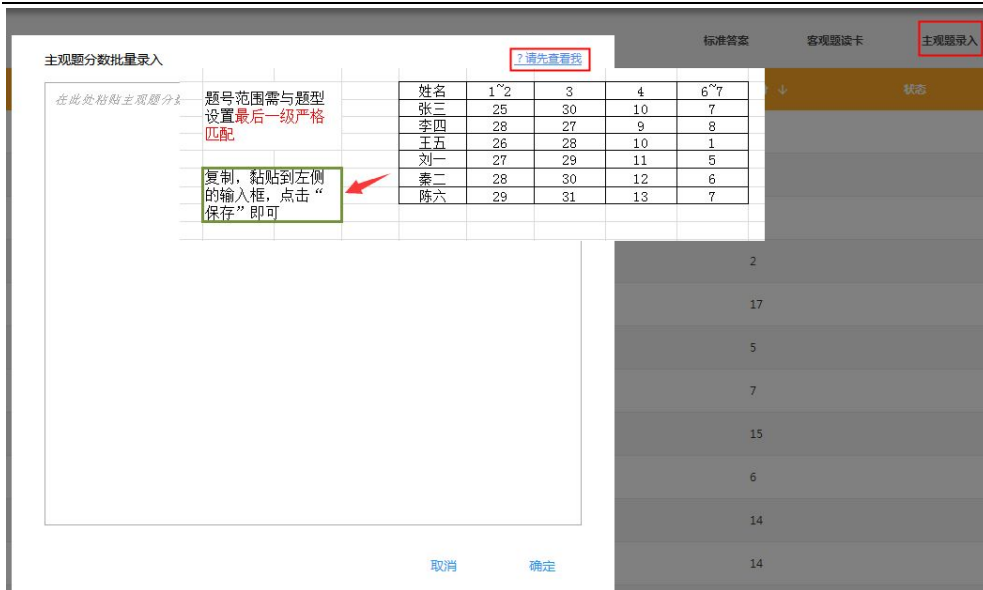 标准答案 客观题读卡 主观题录入
主观题分数批量录入 ?请先查看我
在此处粘贴主观题分数
状态
题号范围需与题型
设置最后一级严格
匹配
复制，黏贴到左侧
的输入框，点击“
保存”即可
姓名 1~2 3 4 6~7
张三 25 30 10 7
李四 28 27 9 8
王五 26 28 10 1
刘一 27 29 11 5
秦二 28 30 12 6
陈六 29 31 13 7
2
17
5
7
15
6
14
14
取消 确定